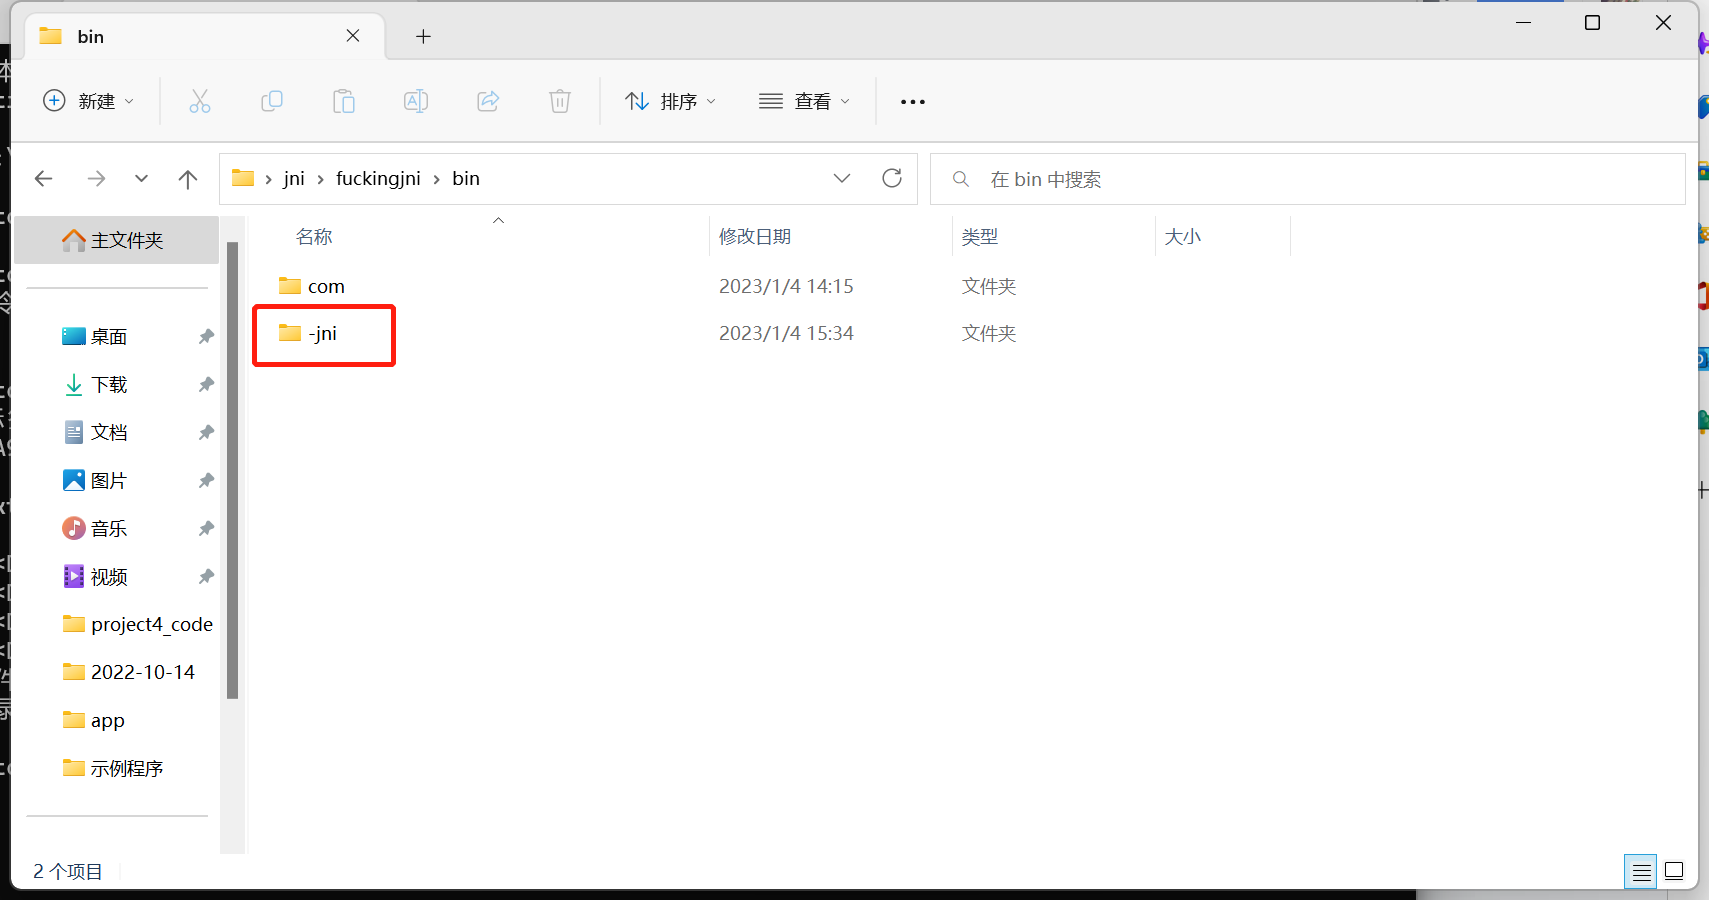 bin
新建
排序
查看
jni
fuckingjni
bin
在 bin 中搜索
主文件夹
桌面
下载
文档
图片
音乐
视频
project4_code
2022-10-14
app
示例程序
名称 修改日期 类型 大小
com 2023/1/4 14:15 文件夹
-jni 2023/1/4 15:34 文件夹
2 个项目